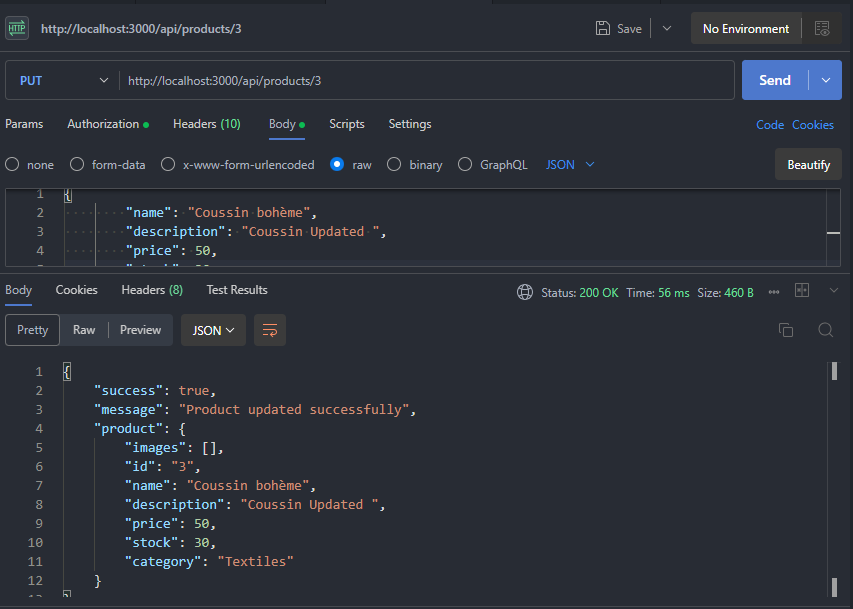 HTTP http://localhost:3000/api/products/3 Save No Environment
PUT http://localhost:3000/api/products/3 Send
Params Authorization Headers (10) Body Scripts Settings Code Cookies
none form-data x-www-form-urlencoded raw binary GraphQL JSON Beautify
1 {
2 "name": "Coussin bohème",
3 "description": "Coussin Updated ",
4 "price": 50,
Body Cookies Headers (8) Test Results Status: 200 OK Time: 56 ms Size: 460 B
Pretty Raw Preview JSON
1 {
2 "success": true,
3 "message": "Product updated successfully",
4 "product": {
5 "images": [],
6 "id": "3",
7 "name": "Coussin bohème",
8 "description": "Coussin Updated ",
9 "price": 50,
10 "stock": 30,
11 "category": "Textiles"
12 }